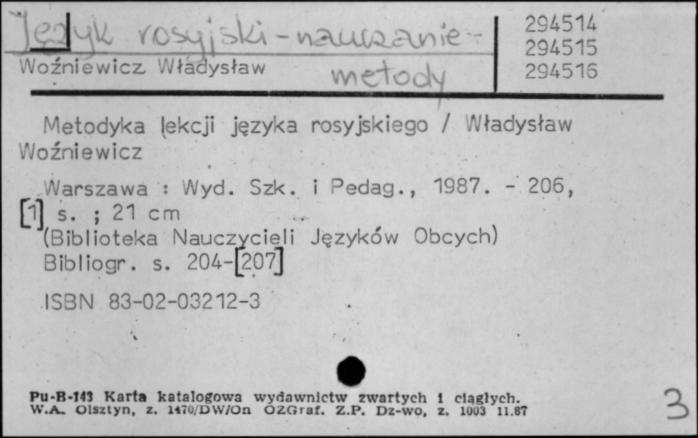 Język rosyjski - nauczanie -
metody
294514
294515
294516
Woźniewicz Władysław
Metodyka lekcji języka rosyjskiego / Władysław
Woźniewicz
Warszawa : Wyd. Szk. i Pedag., 1987. - 206,
[1] s. ; 21 cm
(Biblioteka Nauczycieli Języków Obcych)
Bibliogr. s. 204-[207]
ISBN 83-02-03212-3
Pu-B-143 Karta katalogowa wydawnictw zwartych i ciągłych.
W.A. Olsztyn, z. 1470/DW/On OZGraf. Z.P. Dz-wo, z. 1003 11.87
3